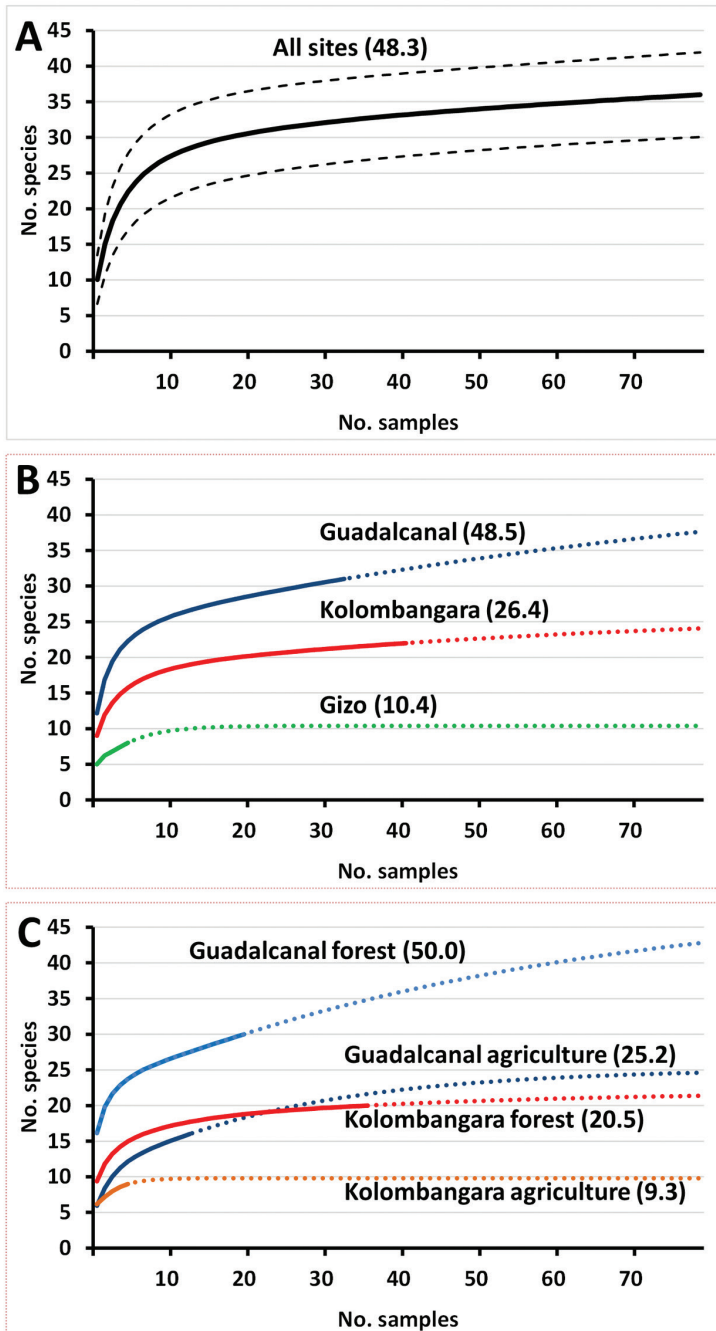 A
All sites (48.3)
45
40
35
30
25
20
15
10
5
0
No. species
10 20 30 40 50 60 70
No. samples
B
Guadalcanal (48.5)
Kolombangara (26.4)
Gizo (10.4)
45
40
35
30
25
20
15
10
5
0
No. species
10 20 30 40 50 60 70
No. samples
C
Guadalcanal forest (50.0)
Guadalcanal agriculture (25.2)
Kolombangara forest (20.5)
Kolombangara agriculture (9.3)
45
40
35
30
25
20
15
10
5
0
No. species
10 20 30 40 50 60 70
No. samples